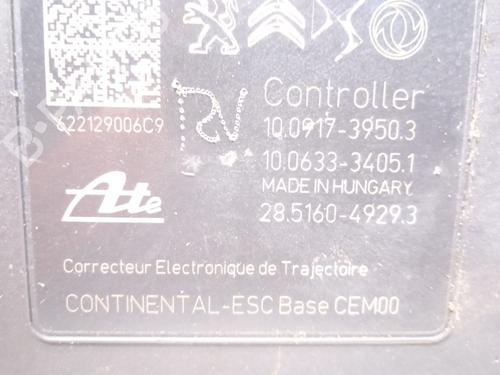 Controller
622129006C9
10.0917-3950.3
10.0633-3405.1
MADE IN HUNGARY
28.5160-4929.3
Ate
Correcteur Electronique de Trajectoire
CONTINENTAL-ESC Base CEM00